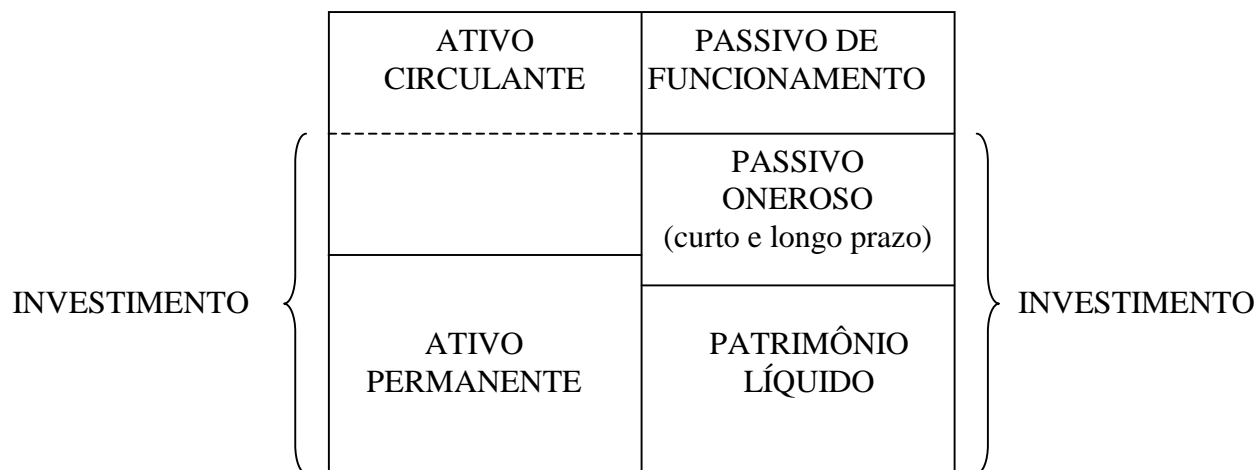 ATIVO
CIRCULANTE
PASSIVO DE
FUNCIONAMENTO
PASSIVO
ONEROSO
(curto e longo prazo)
INVESTIMENTO
INVESTIMENTO
ATIVO
PERMANENTE
PATRIMÔNIO
LÍQUIDO